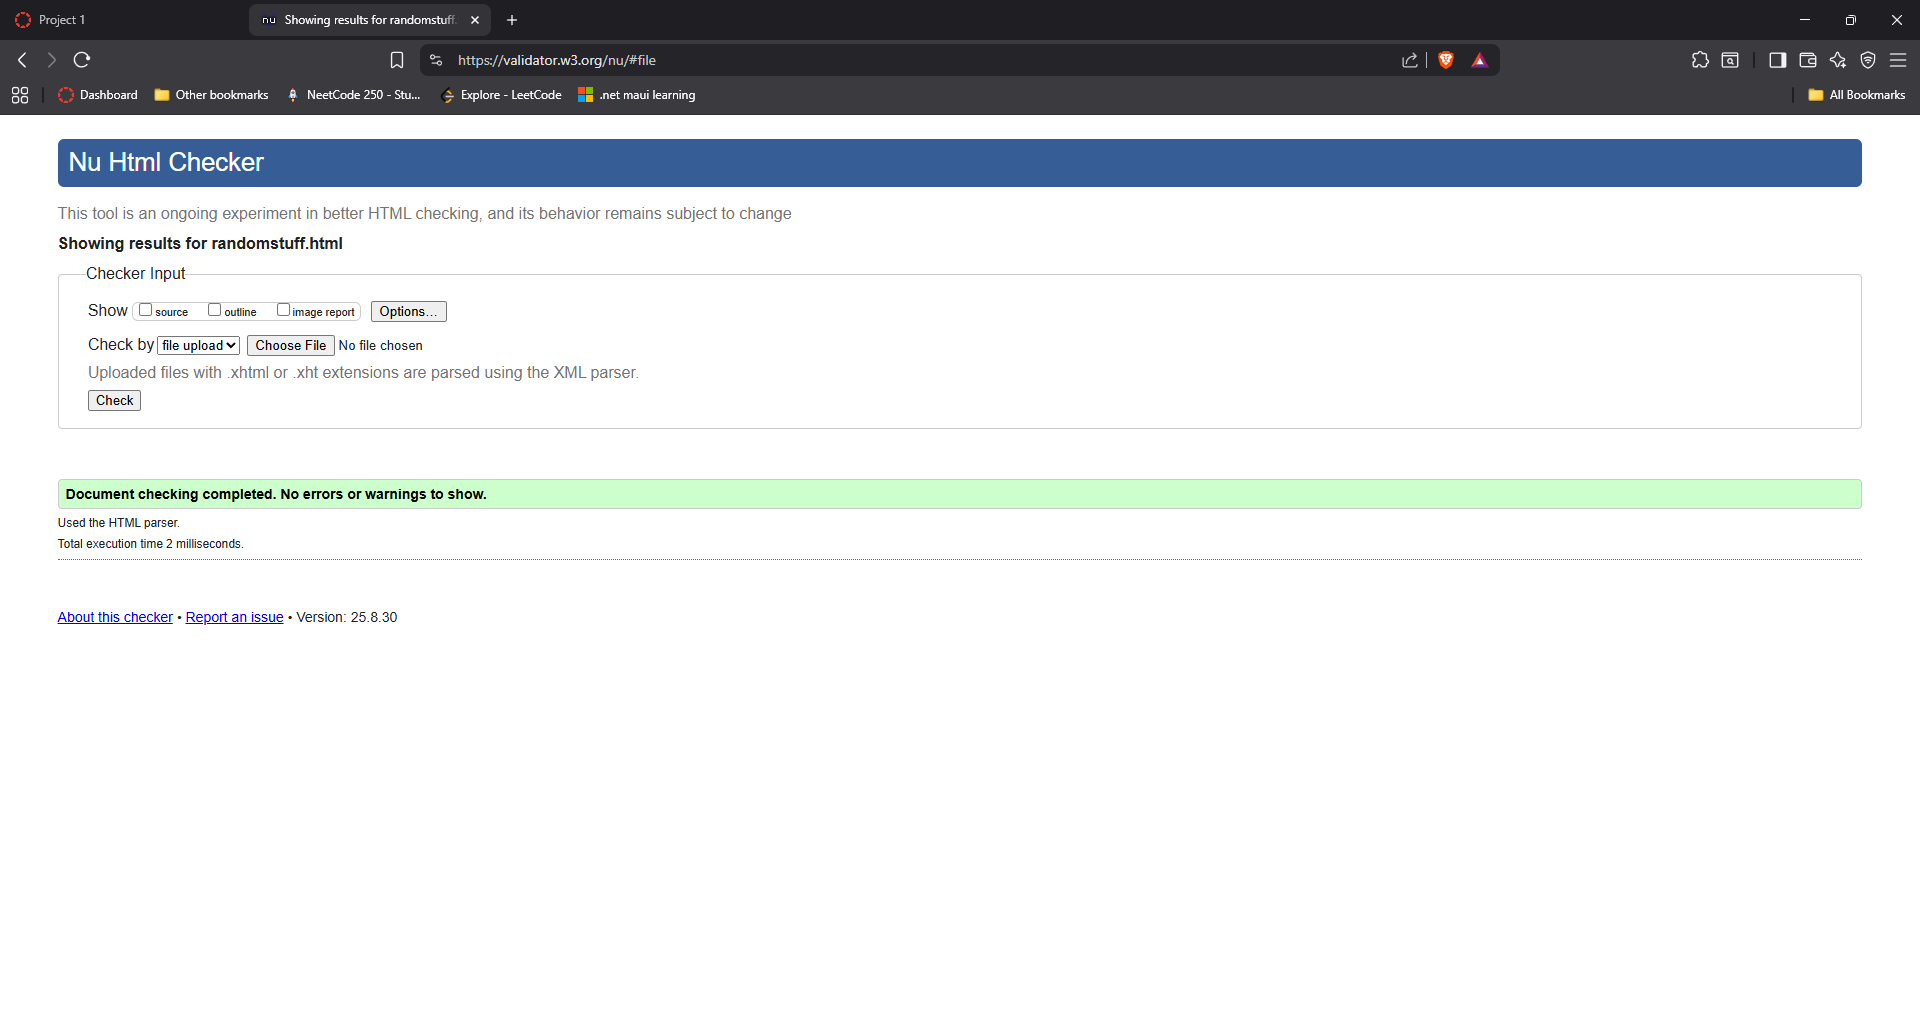 Project 1
nu Showing results for randomstuff.
https://validator.w3.org/nu/#file
Dashboard Other bookmarks NeetCode 250 - Stu... Explore - LeetCode .net maui learning All Bookmarks
Nu Html Checker
This tool is an ongoing experiment in better HTML checking, and its behavior remains subject to change
Showing results for randomstuff.html
Checker Input
Show source outline image report Options...
Check by file upload Choose File No file chosen
Uploaded files with .xhtml or .xht extensions are parsed using the XML parser.
Check
Document checking completed. No errors or warnings to show.
Used the HTML parser.
Total execution time 2 milliseconds.
About this checker • Report an issue • Version: 25.8.30